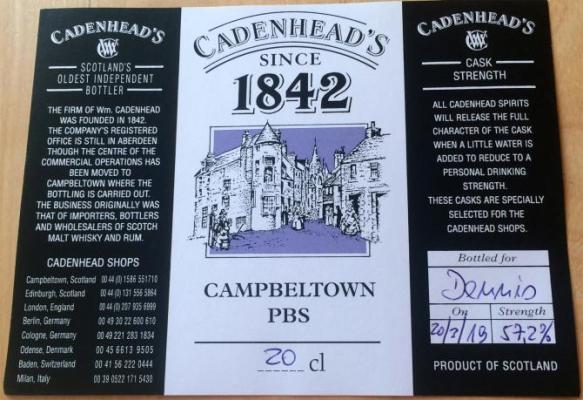 CADENHEAD'S
SCOTLAND'S
OLDEST INDEPENDENT
BOTTLER
THE FIRM OF Wm. CADENHEAD
WAS FOUNDED IN 1842.
THE COMPANY'S REGISTERED
OFFICE IS STILL IN ABERDEEN
THOUGH THE CENTRE OF THE
COMMERCIAL OPERATIONS HAS
BEEN MOVED TO
CAMPBELTOWN WHERE THE
BOTTLING IS CARRIED OUT.
THE BUSINESS ORIGINALLY WAS
THAT OF IMPORTERS, BOTTLERS
AND WHOLESALERS OF SCOTCH
MALT WHISKY AND RUM.
CADENHEAD SHOPS
Campbeltown, Scotland 00 44 (0) 1586 551710
Edinburgh, Scotland 00 44 (0) 131 556 5864
London, England 00 44 (0) 207 935 6999
Berlin, Germany 00 49 30 22 600 610
Cologne, Germany 00 49 221 283 1834
Odense, Denmark 00 45 6613 9505
Baden, Switzerland 00 41 56 222 0444
Milan, Italy 00 39 0522 171 5430
CADENHEAD'S
SINCE
1842
CAMPBELTOWN
PBS
20 cl
CADENHEAD'S
CASK
STRENGTH
ALL CADENHEAD SPIRITS
WILL RELEASE THE FULL
CHARACTER OF THE CASK
WHEN A LITTLE WATER IS
ADDED TO REDUCE TO A
PERSONAL DRINKING
STRENGTH.
THESE CASKS ARE SPECIALLY
SELECTED FOR THE
CADENHEAD SHOPS.
Bottled for
Dennis
On Strength
20/3/19 57,2%
PRODUCT OF SCOTLAND